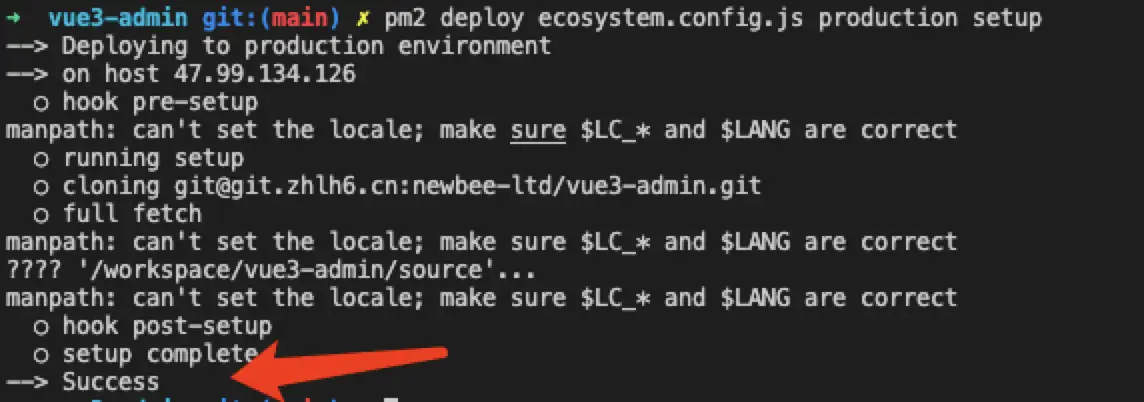 ➜ vue3-admin git:(main) ✗ pm2 deploy ecosystem.config.js production setup
--> Deploying to production environment
--> on host 47.99.134.126
○ hook pre-setup
manpath: can't set the locale; make sure $LC_* and $LANG are correct
○ running setup
○ cloning git@git.zhlh6.cn:newbee-ltd/vue3-admin.git
○ full fetch
manpath: can't set the locale; make sure $LC_* and $LANG are correct
???? '/workspace/vue3-admin/source'...
manpath: can't set the locale; make sure $LC_* and $LANG are correct
○ hook post-setup
○ setup complete
--> Success